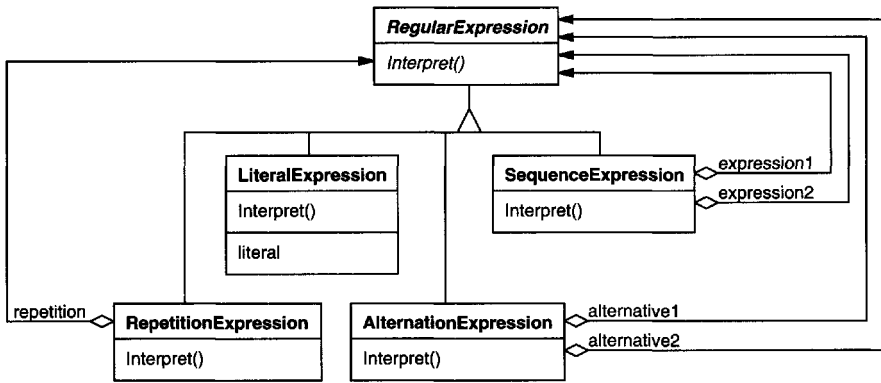 RegularExpression
Interpret()
LiteralExpression
Interpret()
literal
SequenceExpression
Interpret()
expression1
expression2
repetition
RepetitionExpression
Interpret()
AlternationExpression
Interpret()
alternative1
alternative2